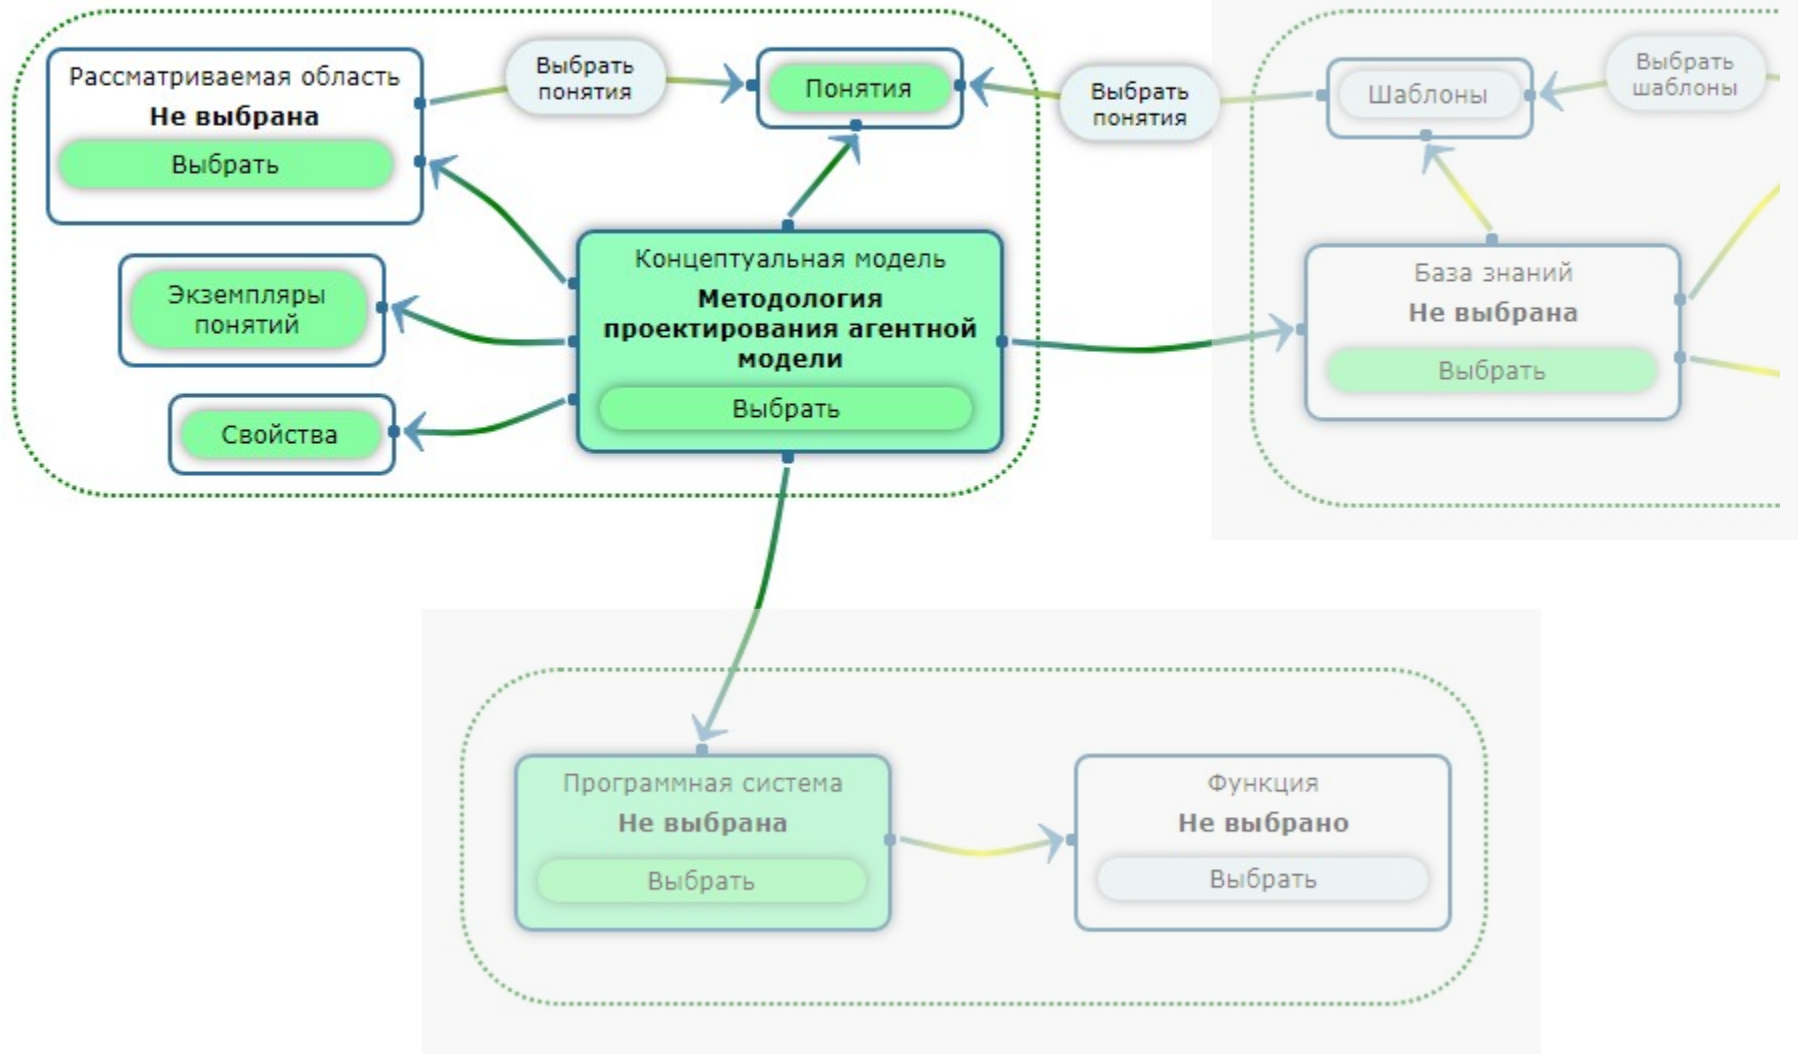 Рассматриваемая область
Не выбрана
Выбрать
Выбрать
понятия
Понятия
Выбрать
понятия
Шаблоны
Выбрать
шаблоны
Экземпляры
понятий
Свойства
Концептуальная модель
Методология
проектирования агентной
модели
Выбрать
База знаний
Не выбрана
Выбрать
Программная система
Не выбрана
Выбрать
Функция
Не выбрано
Выбрать